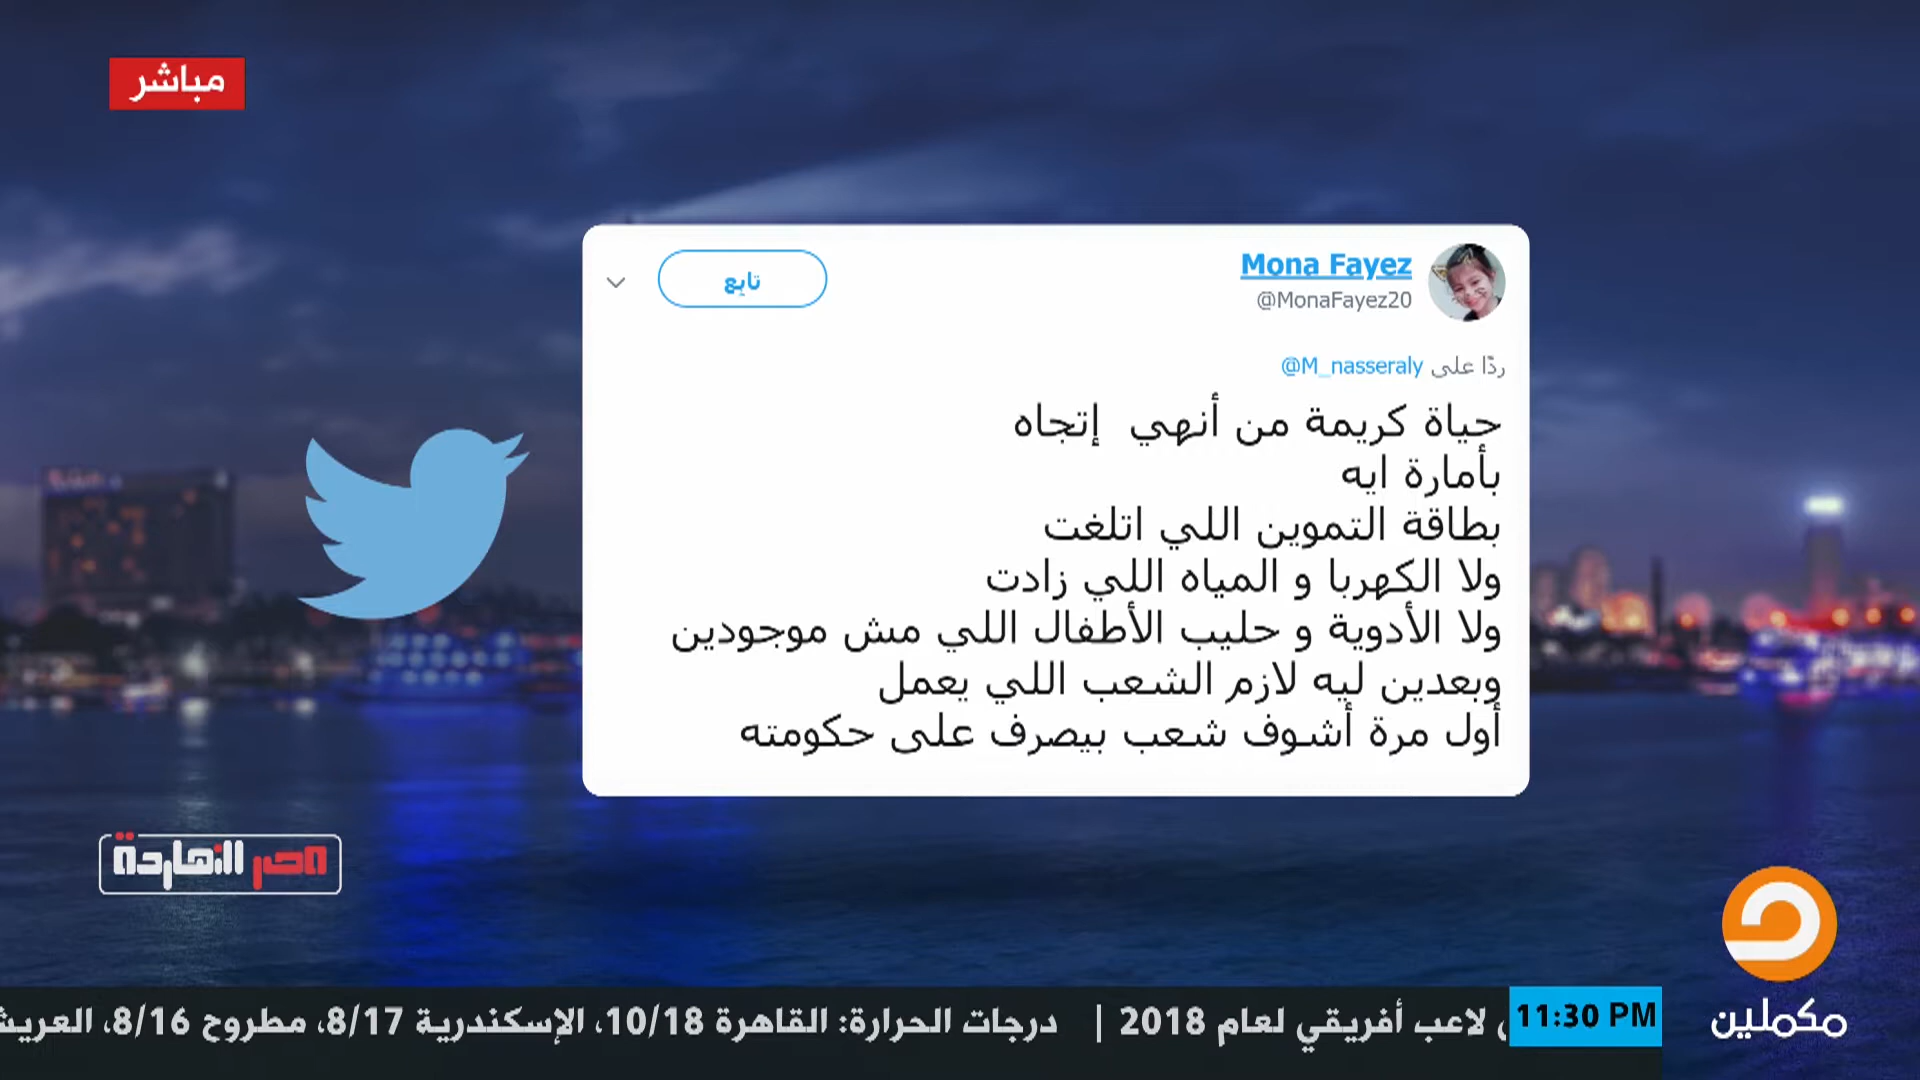 مباشر
Mona Fayez
@MonaFayez20
تابع
ردًا على @M_nasseraly
حياة كريمة من أنهي إتجاه
بأمارة ايه
بطاقة التموين اللي اتلغت
ولا الكهربا و المياه اللي زادت
ولا الأدوية و حليب الأطفال اللي مش موجودين
وبعدين ليه لازم الشعب اللي يعمل
أول مرة أشوف شعب بيصرف على حكومته
مصر النهاردة
مكملين
11:30 PM
لاعب أفريقي لعام 2018 | درجات الحرارة: القاهرة 10/18، الإسكندرية 8/17، مطروح 8/16، العريش